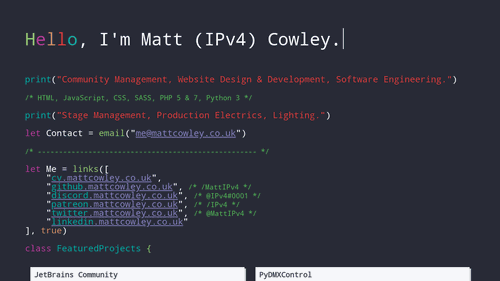 Hello, I'm Matt (IPv4) Cowley.
print("Community Management, Website Design & Development, Software Engineering.")
/* HTML, JavaScript, CSS, SASS, PHP 5 & 7, Python 3 */
print("Stage Management, Production Electrics, Lighting.")
let Contact = email("me@mattcowley.co.uk")
/* ---------------------------------------------------- */
let Me = links([
"cv.mattcowley.co.uk",
"github.mattcowley.co.uk", /* /MattIPv4 */
"discord.mattcowley.co.uk", /* @IPv4#0001 */
"patreon.mattcowley.co.uk", /* /IPv4 */
"twitter.mattcowley.co.uk", /* @MattIPv4 */
"linkedin.mattcowley.co.uk"
], true)
class FeaturedProjects {
JetBrains Community
PyDMXControl